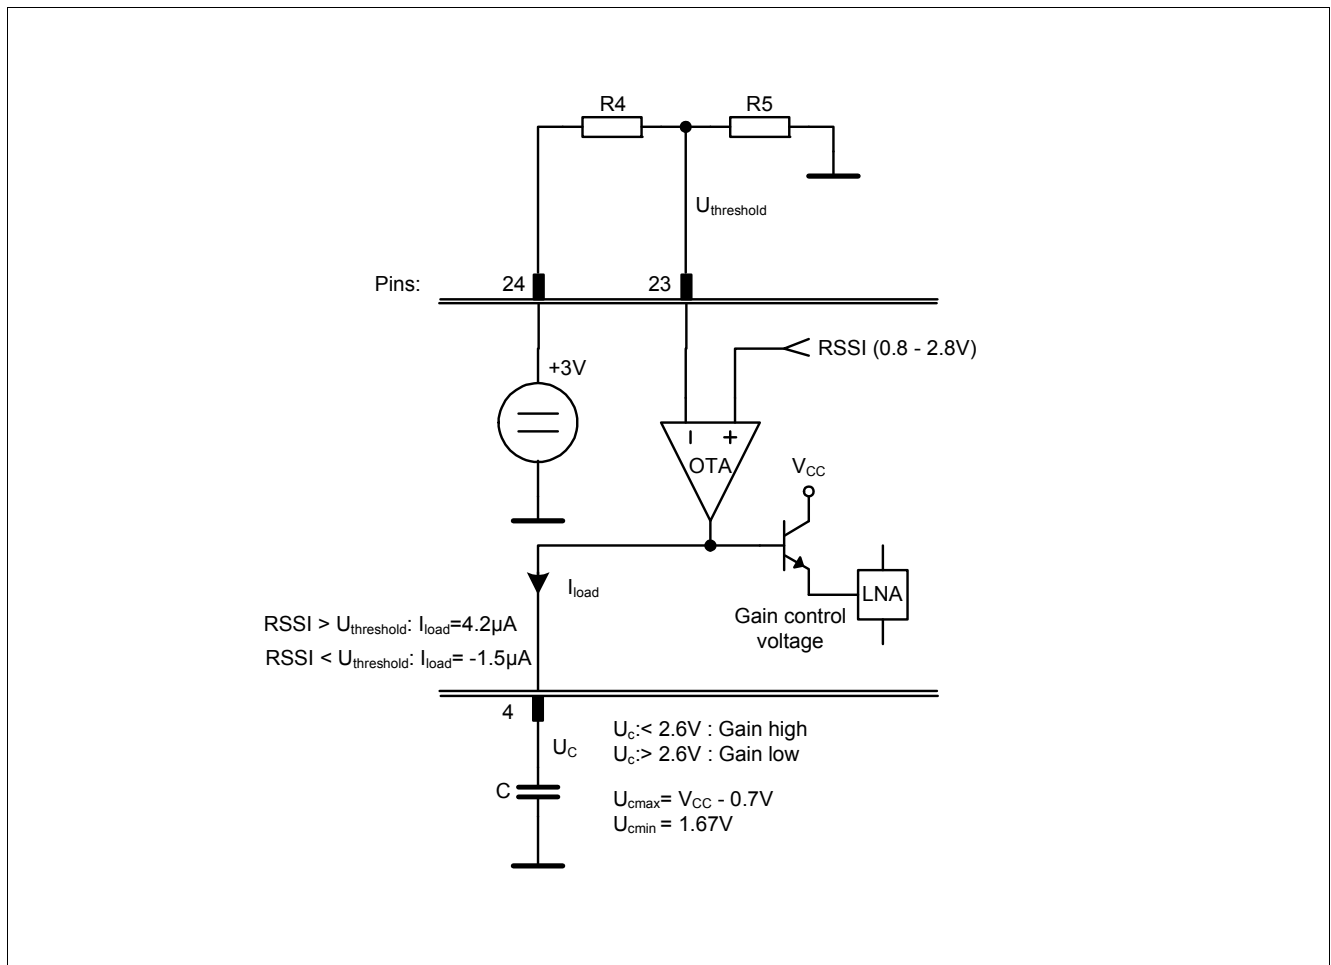 R4
R5
Uthreshold
Pins:
24
23
RSSI (0.8 - 2.8V)
+3V
OTA
VCC
Iload
LNA
Gain control
voltage
RSSI > Uthreshold: Iload=4.2µA
RSSI < Uthreshold: Iload= -1.5µA
4
UC
Uc:< 2.6V : Gain high
Uc:> 2.6V : Gain low
C
Ucmax= VCC - 0.7V
Ucmin = 1.67V